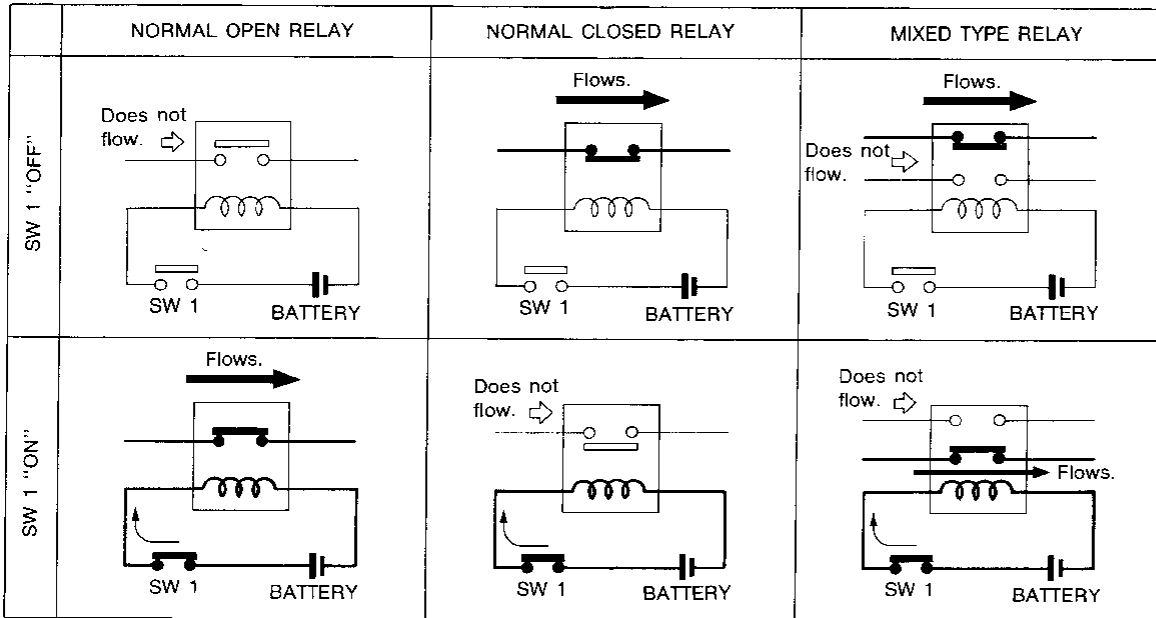 NORMAL OPEN RELAY
NORMAL CLOSED RELAY
MIXED TYPE RELAY
SW 1 "OFF"
Does not
flow.
SW 1
BATTERY
Flows.
SW 1
BATTERY
Flows.
Does not
flow.
SW 1
BATTERY
SW 1 "ON"
Flows.
SW 1
BATTERY
Does not
flow.
SW 1
BATTERY
Does not
flow.
Flows.
SW 1
BATTERY